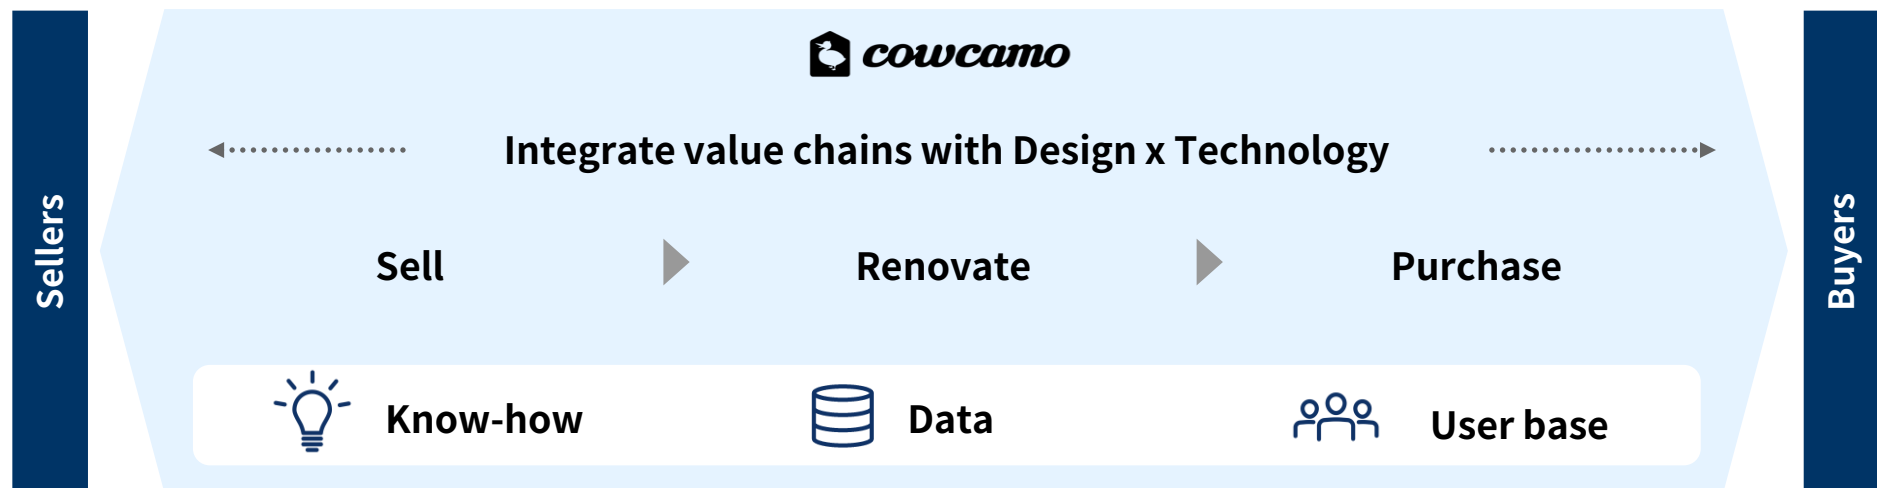 cowcamo
Integrate value chains with Design x Technology
Sellers
Sell
Renovate
Purchase
Buyers
Know-how
Data
User base